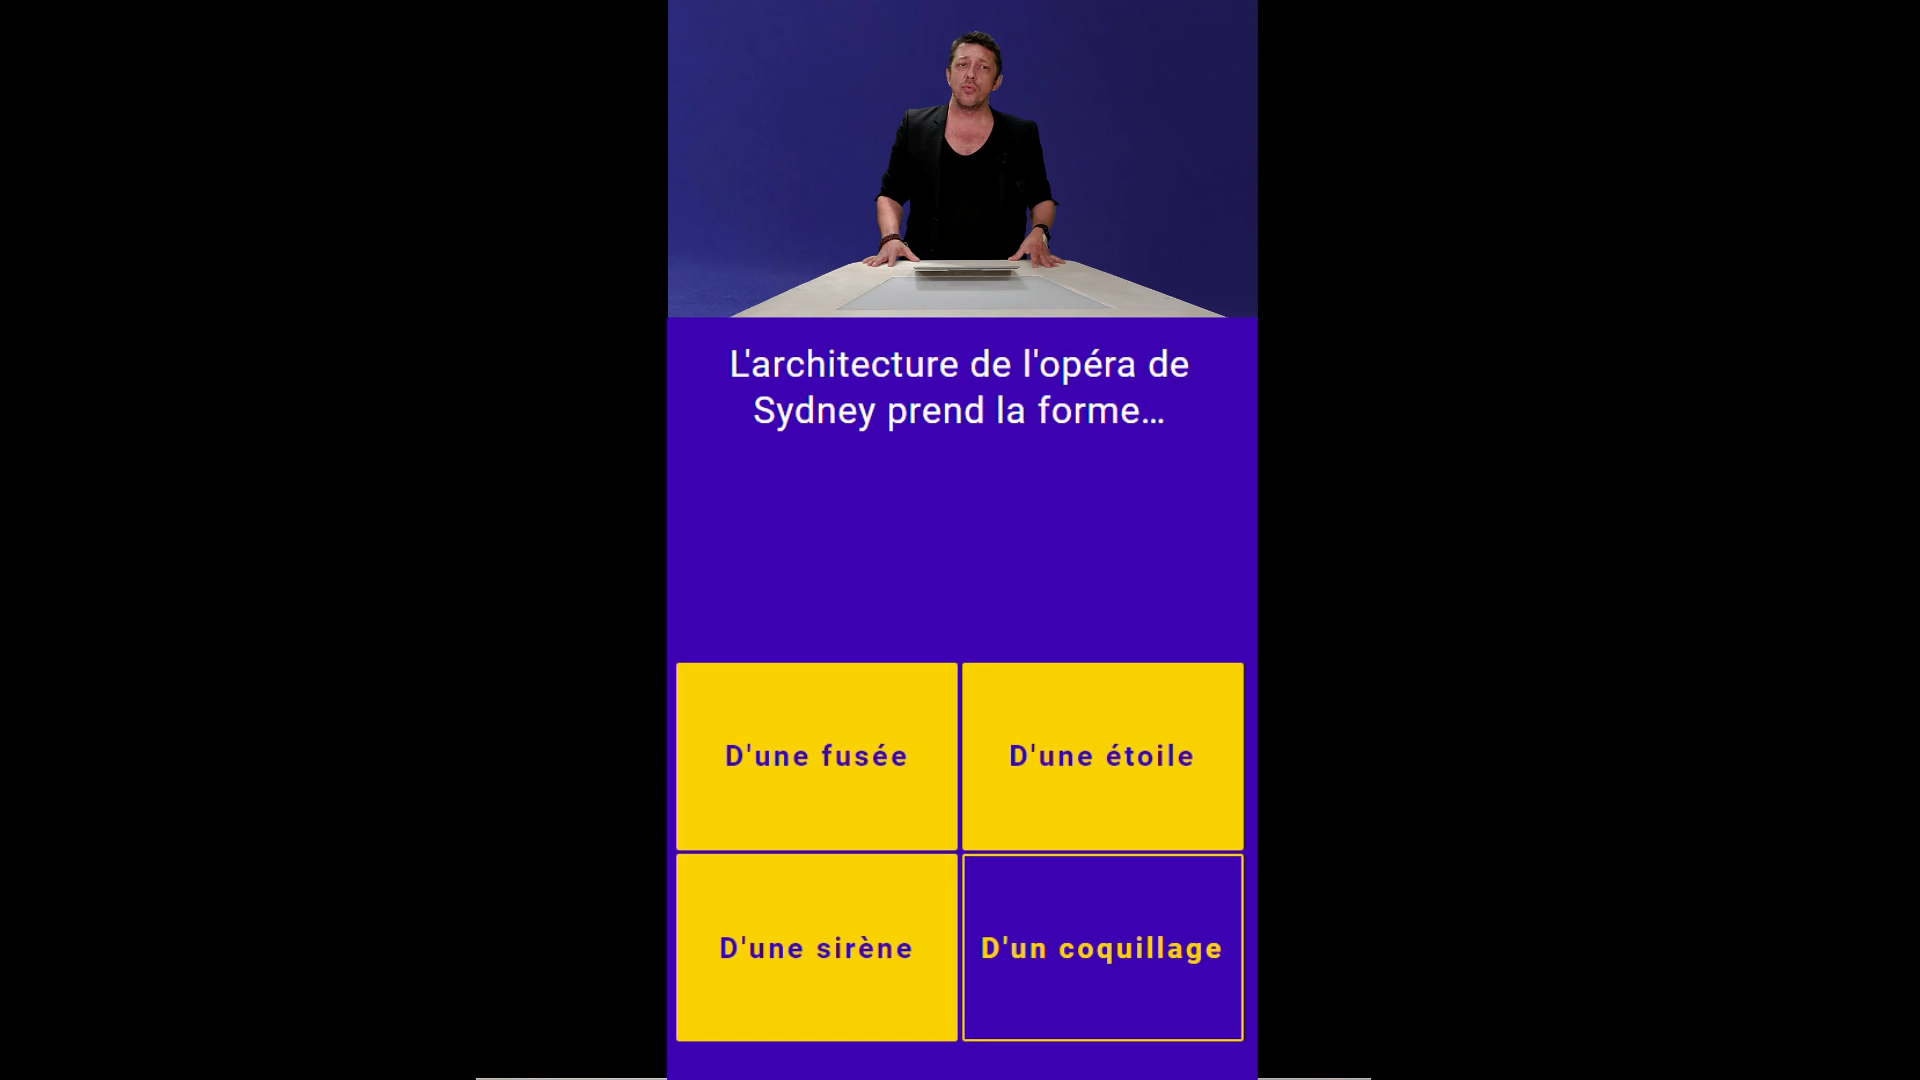 L'architecture de l'opéra de
Sydney prend la forme...
D'une fusée
D'une étoile
D'une sirène
D'un coquillage